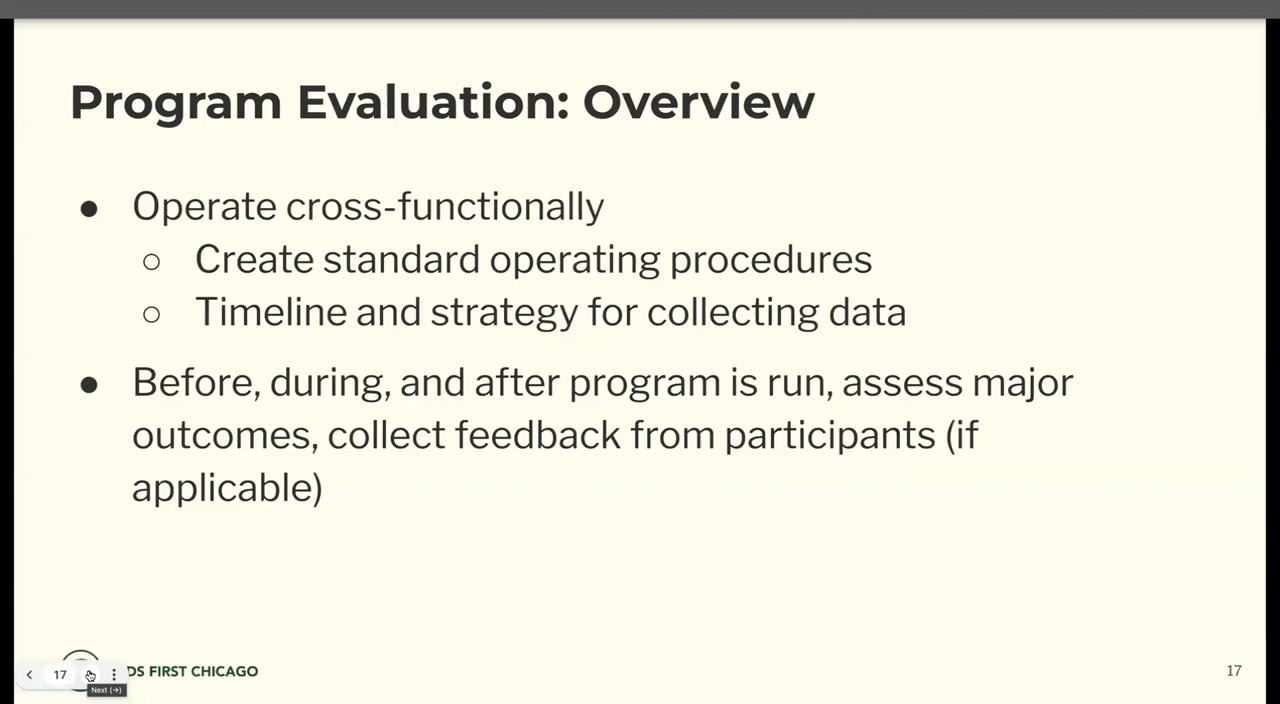 Program Evaluation: Overview
● Operate cross-functionally
○ Create standard operating procedures
○ Timeline and strategy for collecting data
● Before, during, and after program is run, assess major
outcomes, collect feedback from participants (if
applicable)
17
DS FIRST CHICAGO
Next (→)
17